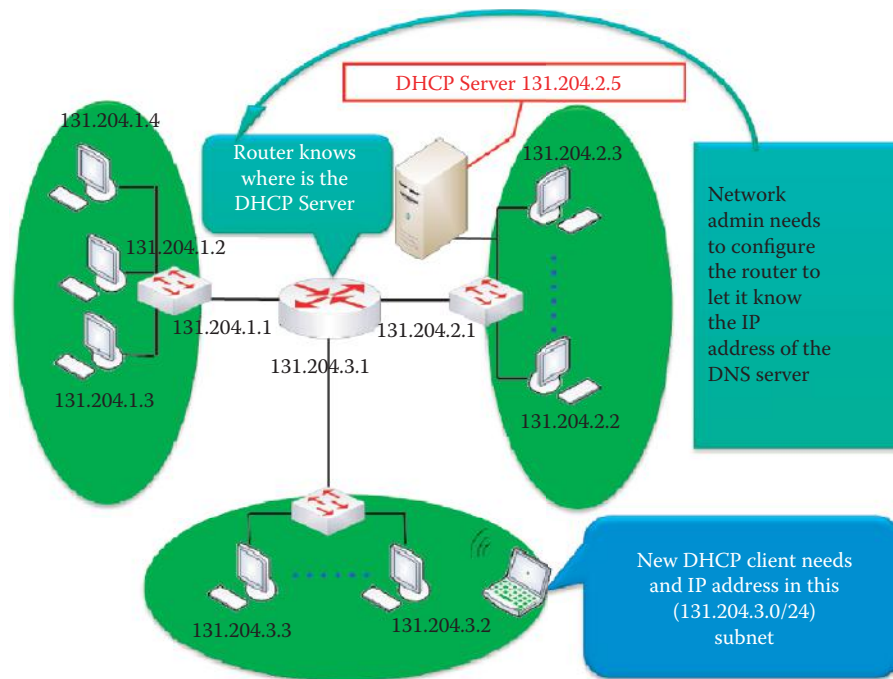 DHCP Server 131.204.2.5
131.204.1.4
Router knows
where is the
DHCP Server
131.204.2.3
Network
admin needs
to configure
the router to
let it know
the IP
address of the
DNS server
131.204.1.2
131.204.1.1
131.204.2.1
131.204.3.1
131.204.1.3
131.204.2.2
New DHCP client needs
and IP address in this
(131.204.3.0/24)
subnet
131.204.3.3
131.204.3.2